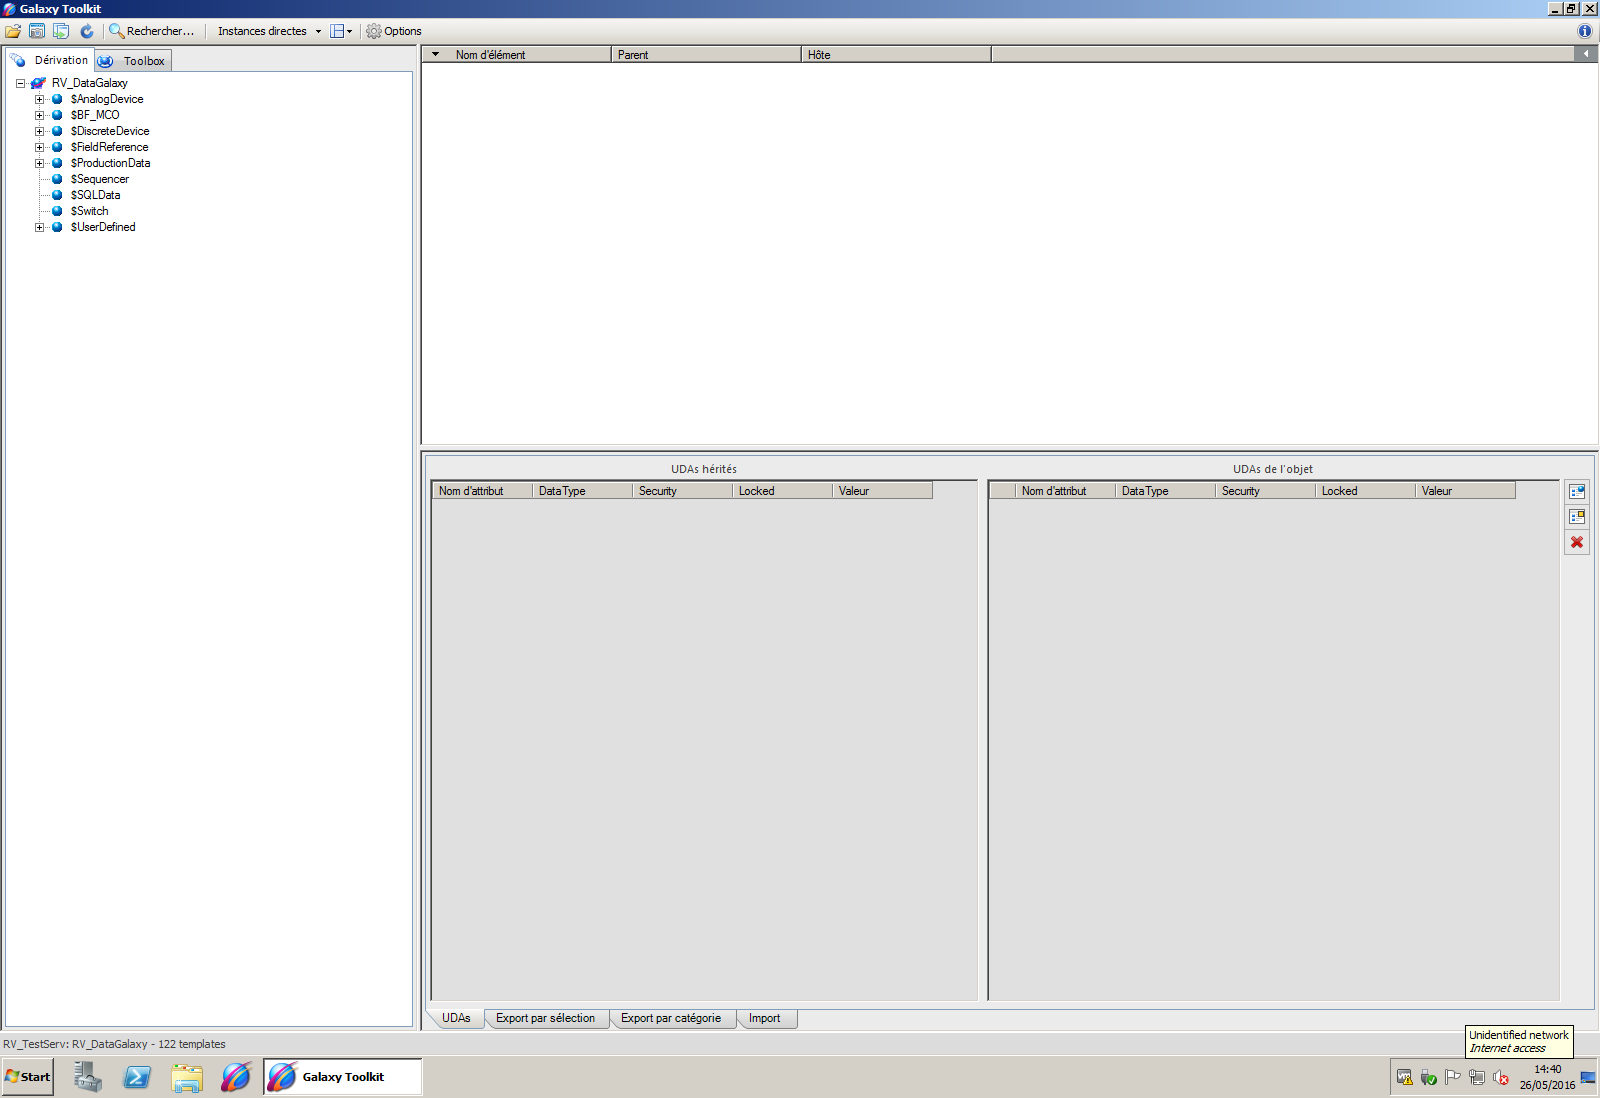 Galaxy Toolkit
Rechercher... Instances directes Options
Dérivation Toolbox
RV_DataGalaxy
$AnalogDevice
$BF_MCO
$DiscreteDevice
$FieldReference
$ProductionData
$Sequencer
$SQLData
$Switch
$UserDefined
Nom d'élément Parent Hôte
UDAs hérités
Nom d'attribut DataType Security Locked Valeur
UDAs de l'objet
Nom d'attribut DataType Security Locked Valeur
UDAs Export par sélection Export par catégorie Import
RV_TestServ: RV_DataGalaxy - 122 templates
Unidentified network
Internet access
Start Galaxy Toolkit
14:40
26/05/2016